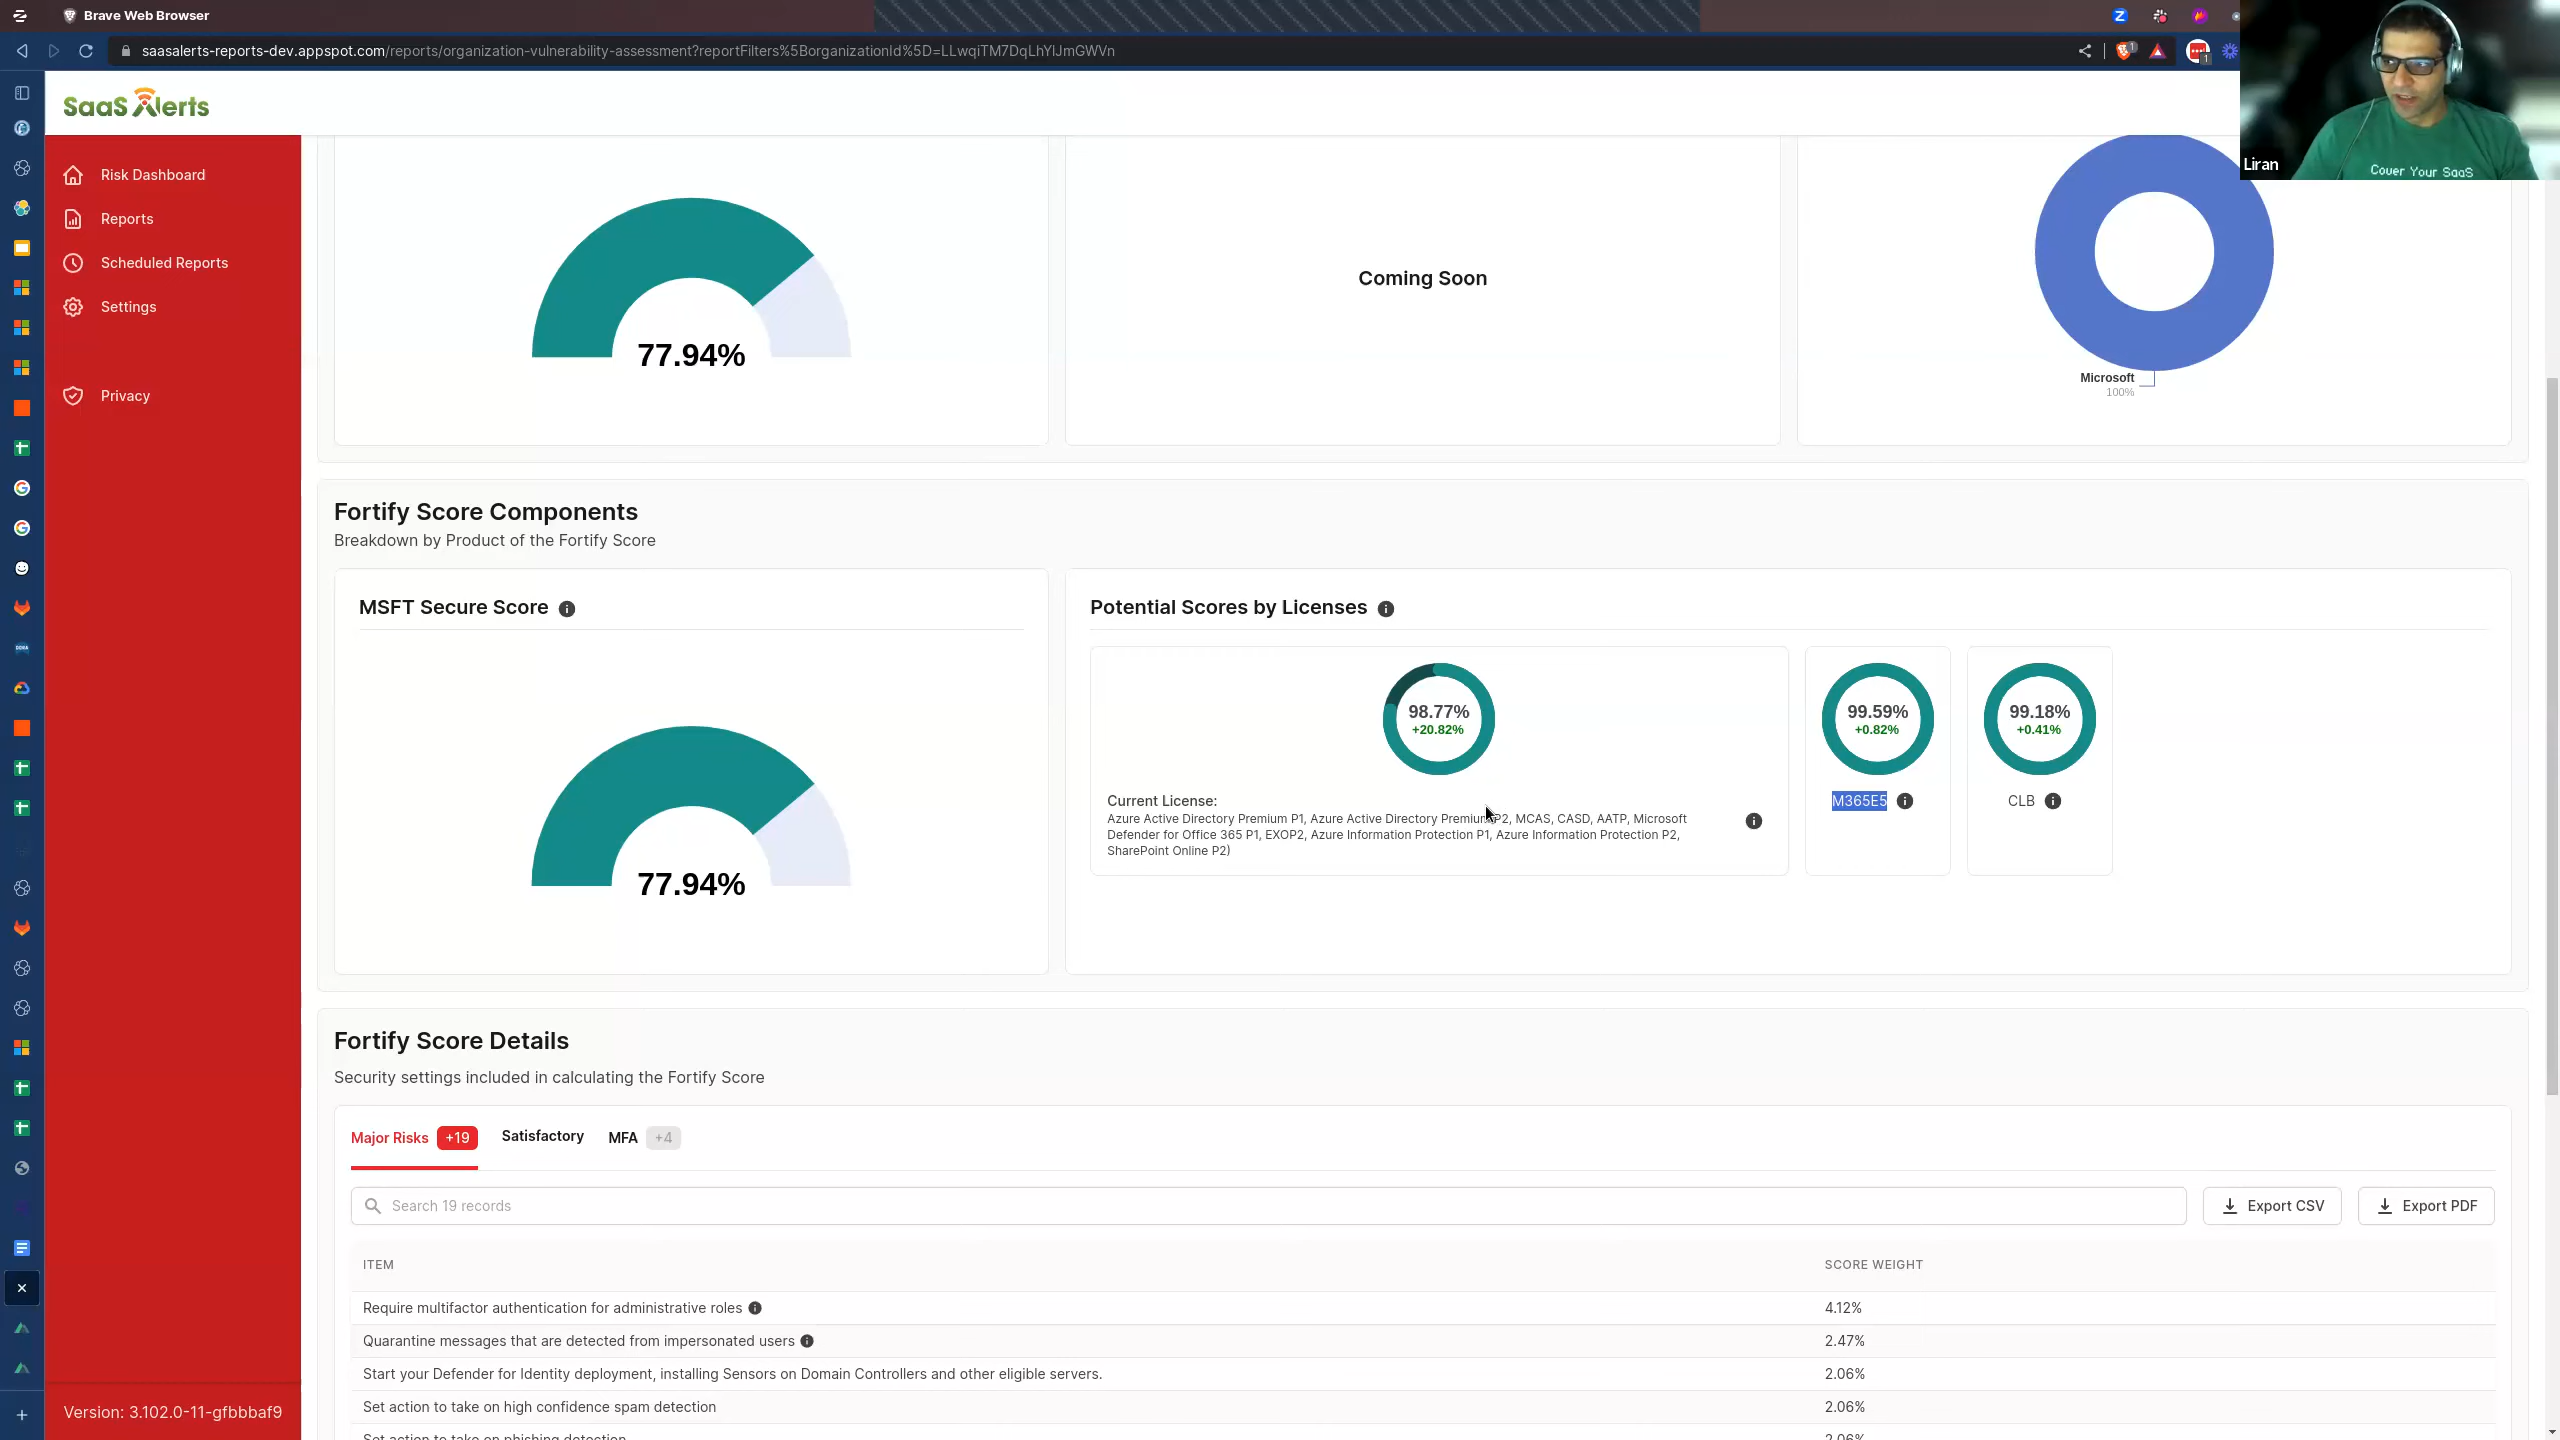 Brave Web Browser
saasalerts-reports-dev.appspot.com/reports/organization-vulnerability-assessment?reportFilters%5BorganizationId%5D=LLwqiTM7DqLhYIJmGWVn
SaaS Alerts
Liran
Cover Your SaaS
Risk Dashboard
Reports
Scheduled Reports
Settings
Privacy
Version: 3.102.0-11-gfbbbaf9
77.94%
Coming Soon
Microsoft
100%
Fortify Score Components
Breakdown by Product of the Fortify Score
MSFT Secure Score
77.94%
Potential Scores by Licenses
98.77%
+20.82%
Current License:
Azure Active Directory Premium P1, Azure Active Directory Premium P2, MCAS, CASD, AATP, Microsoft
Defender for Office 365 P1, EXOP2, Azure Information Protection P1, Azure Information Protection P2,
SharePoint Online P2)
99.59%
+0.82%
M365E5
99.18%
+0.41%
CLB
Fortify Score Details
Security settings included in calculating the Fortify Score
Major Risks +19 Satisfactory MFA +4
Search 19 records
Export CSV
Export PDF
ITEM SCORE WEIGHT
Require multifactor authentication for administrative roles 4.12%
Quarantine messages that are detected from impersonated users 2.47%
Start your Defender for Identity deployment, installing Sensors on Domain Controllers and other eligible servers. 2.06%
Set action to take on high confidence spam detection 2.06%
Set action to take on phishing detection 2.06%